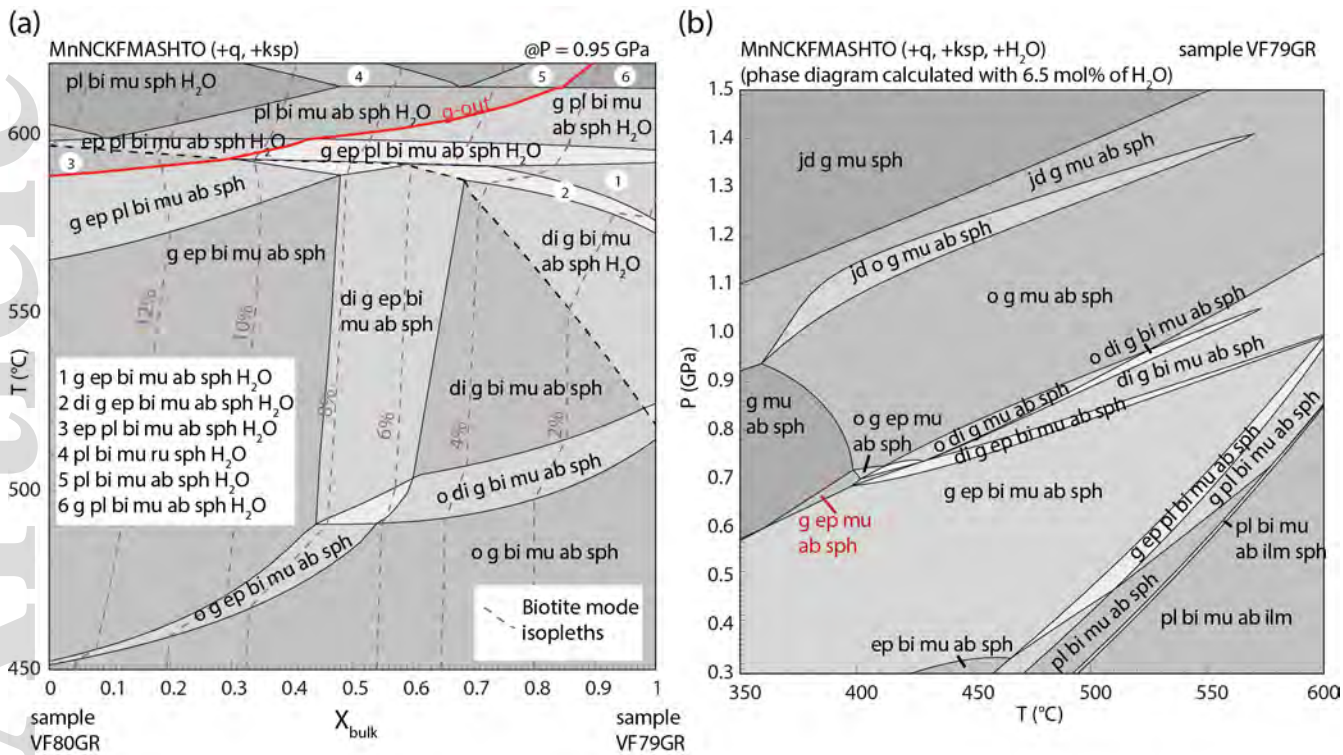 (a)
MnNCKFMASHTO (+q, +ksp)
@P = 0.95 GPa
pl bi mu sph H₂O
4
5
6
pl bi mu ab sph H₂O
g-out
g pl bi mu
ab sph H₂O
600
ep pl bi mu ab sph H₂O
g ep pl bi mu ab sph H₂O
3
1
2
g ep pl bi mu ab sph
g ep bi mu ab sph
di g bi mu
ab sph H₂O
550
di g ep bi
mu ab sph
12%
10%
8%
6%
4%
2%
di g bi mu ab sph
T (°C)
1 g ep bi mu ab sph H₂O
2 di g ep bi mu ab sph H₂O
3 ep pl bi mu ab sph H₂O
4 pl bi mu ru sph H₂O
5 pl bi mu ab sph H₂O
6 g pl bi mu ab sph H₂O
500
o di g bi mu ab sph
o g bi mu ab sph
o g ep bi mu ab sph
Biotite mode
isopleths
450
0 0.1 0.2 0.3 0.4 0.5 0.6 0.7 0.8 0.9 1
sample
VF80GR
X bulk
sample
VF79GR
(b)
MnNCKFMASHTO (+q, +ksp, +H₂O)
sample VF79GR
(phase diagram calculated with 6.5 mol% of H₂O)
1.5
1.4
1.3
1.2
1.1
1.0
0.9
0.8
0.7
0.6
0.5
0.4
0.3
P (GPa)
jd g mu sph
jd g mu ab sph
jd o g mu ab sph
o g mu ab sph
o di g bi mu ab sph
di g bi mu ab sph
g mu
ab sph
o g ep mu
ab sph
o di g mu ab sph
di g ep bi mu ab sph
g ep bi mu ab sph
g ep mu
ab sph
g ep pl bi mu ab sph
g pl bi mu ab sph
pl bi mu
ab ilm sph
ep bi mu ab sph
pl bi mu ab sph
pl bi mu ab ilm
350 400 450 500 550 600
T (°C)